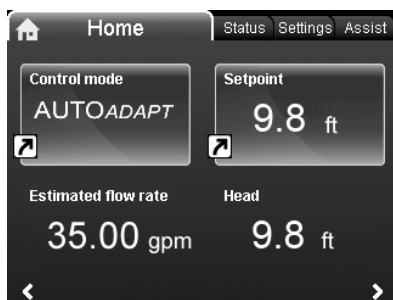 Home Status Settings Assist
Control mode Setpoint
AUTOADAPT 9.8 ft
Estimated flow rate Head
35.00 gpm 9.8 ft